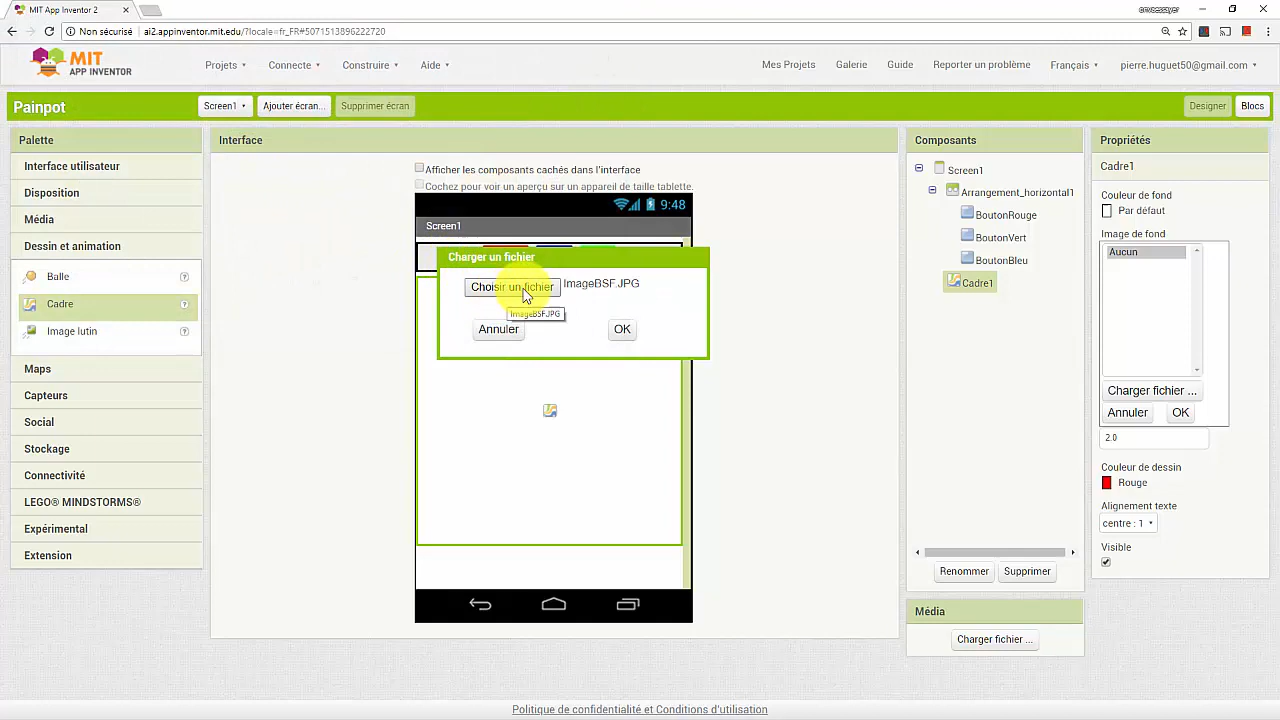 MIT App Inventor 2
envoessayer
Non sécurisé
ai2.appinventor.mit.edu/?locale=fr_FR#5071513896222720
MIT
APP INVENTOR
Projets
Connecte
Construire
Aide
Mes Projets
Galerie
Guide
Reporter un problème
Français
pierre.huguet50@gmail.com
Painpot
Screen1
Ajouter écran...
Supprimer écran
Designer
Blocs
Palette
Interface utilisateur
Disposition
Média
Dessin et animation
Balle
Cadre
Image lutin
Maps
Capteurs
Social
Stockage
Connectivité
LEGO® MINDSTORMS®
Expérimental
Extension
Interface
Afficher les composants cachés dans l'interface
Cochez pour voir un aperçu sur un appareil de taille tablette.
9:48
Screen1
Charger un fichier
Choisir un fichier
ImageBSF.JPG
ImageBSF.JPG
Annuler
OK
Composants
Screen1
Arrangement_horizontal1
BoutonRouge
BoutonVert
BoutonBleu
Cadre1
Renommer
Supprimer
Média
Charger fichier ...
Propriétés
Cadre1
Couleur de fond
Par défaut
Image de fond
Aucun
Charger fichier ...
Annuler
OK
2.0
Couleur de dessin
Rouge
Alignement texte
centre : 1
Visible
Politique de confidentialité et Conditions d'utilisation